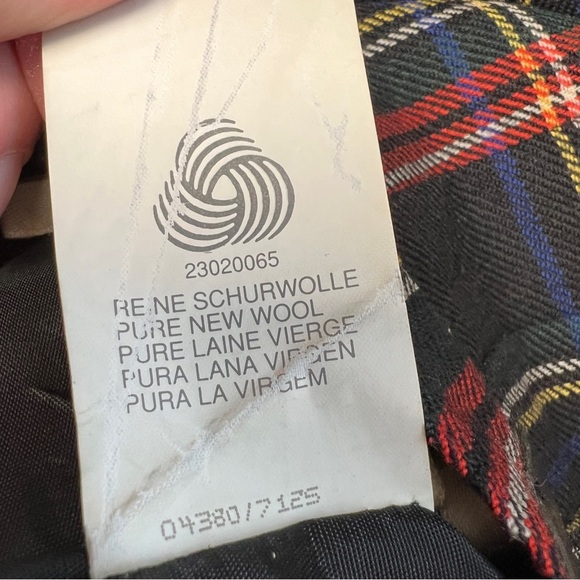 23020065
REINE SCHURWOLLE
PURE NEW WOOL
PURE LAINE VIERGE
PURA LANA VIRGEN
PURA LA VIRGEM
04380/7125